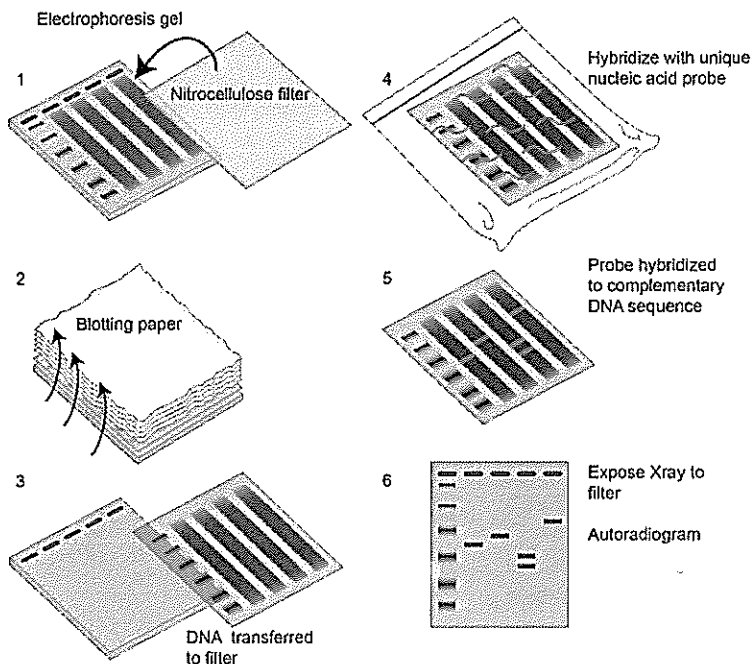 Electrophoresis gel
1
Nitrocellulose filter
2
Blotting paper
3
DNA transferred
to filter
4
Hybridize with unique
nucleic acid probe
5
Probe hybridized
to complementary
DNA sequence
6
Expose Xray to
filter
Autoradiogram